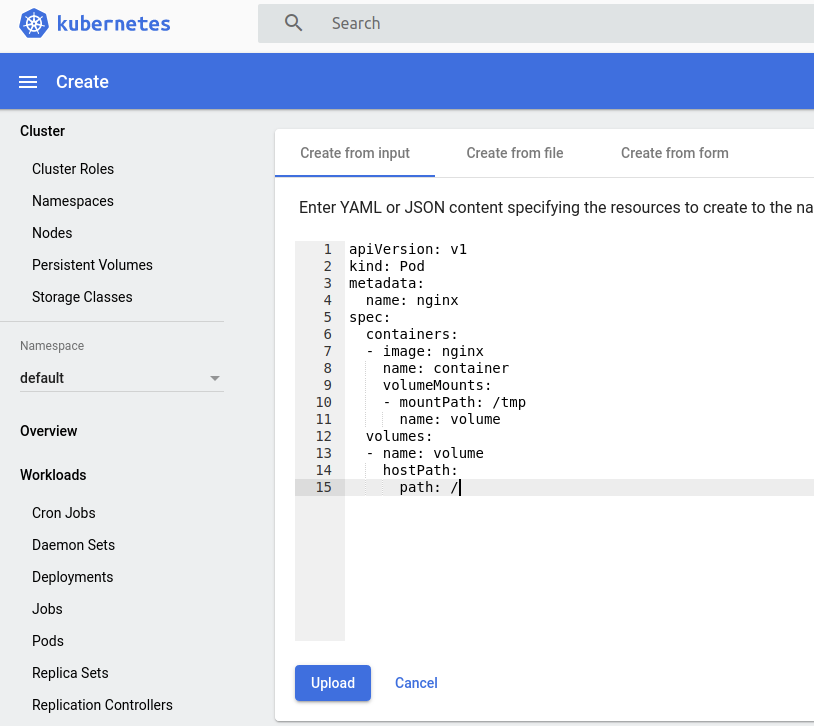 kubernetes
Search
Create
Cluster
Cluster Roles
Namespaces
Nodes
Persistent Volumes
Storage Classes
Namespace
default
Overview
Workloads
Cron Jobs
Daemon Sets
Deployments
Jobs
Pods
Replica Sets
Replication Controllers
Create from input Create from file Create from form
Enter YAML or JSON content specifying the resources to create to the na
1 apiVersion: v1
2 kind: Pod
3 metadata:
4   name: nginx
5 spec:
6   containers:
7   - image: nginx
8     name: container
9     volumeMounts:
10     - mountPath: /tmp
11       name: volume
12   volumes:
13   - name: volume
14     hostPath:
15       path: /
Upload Cancel